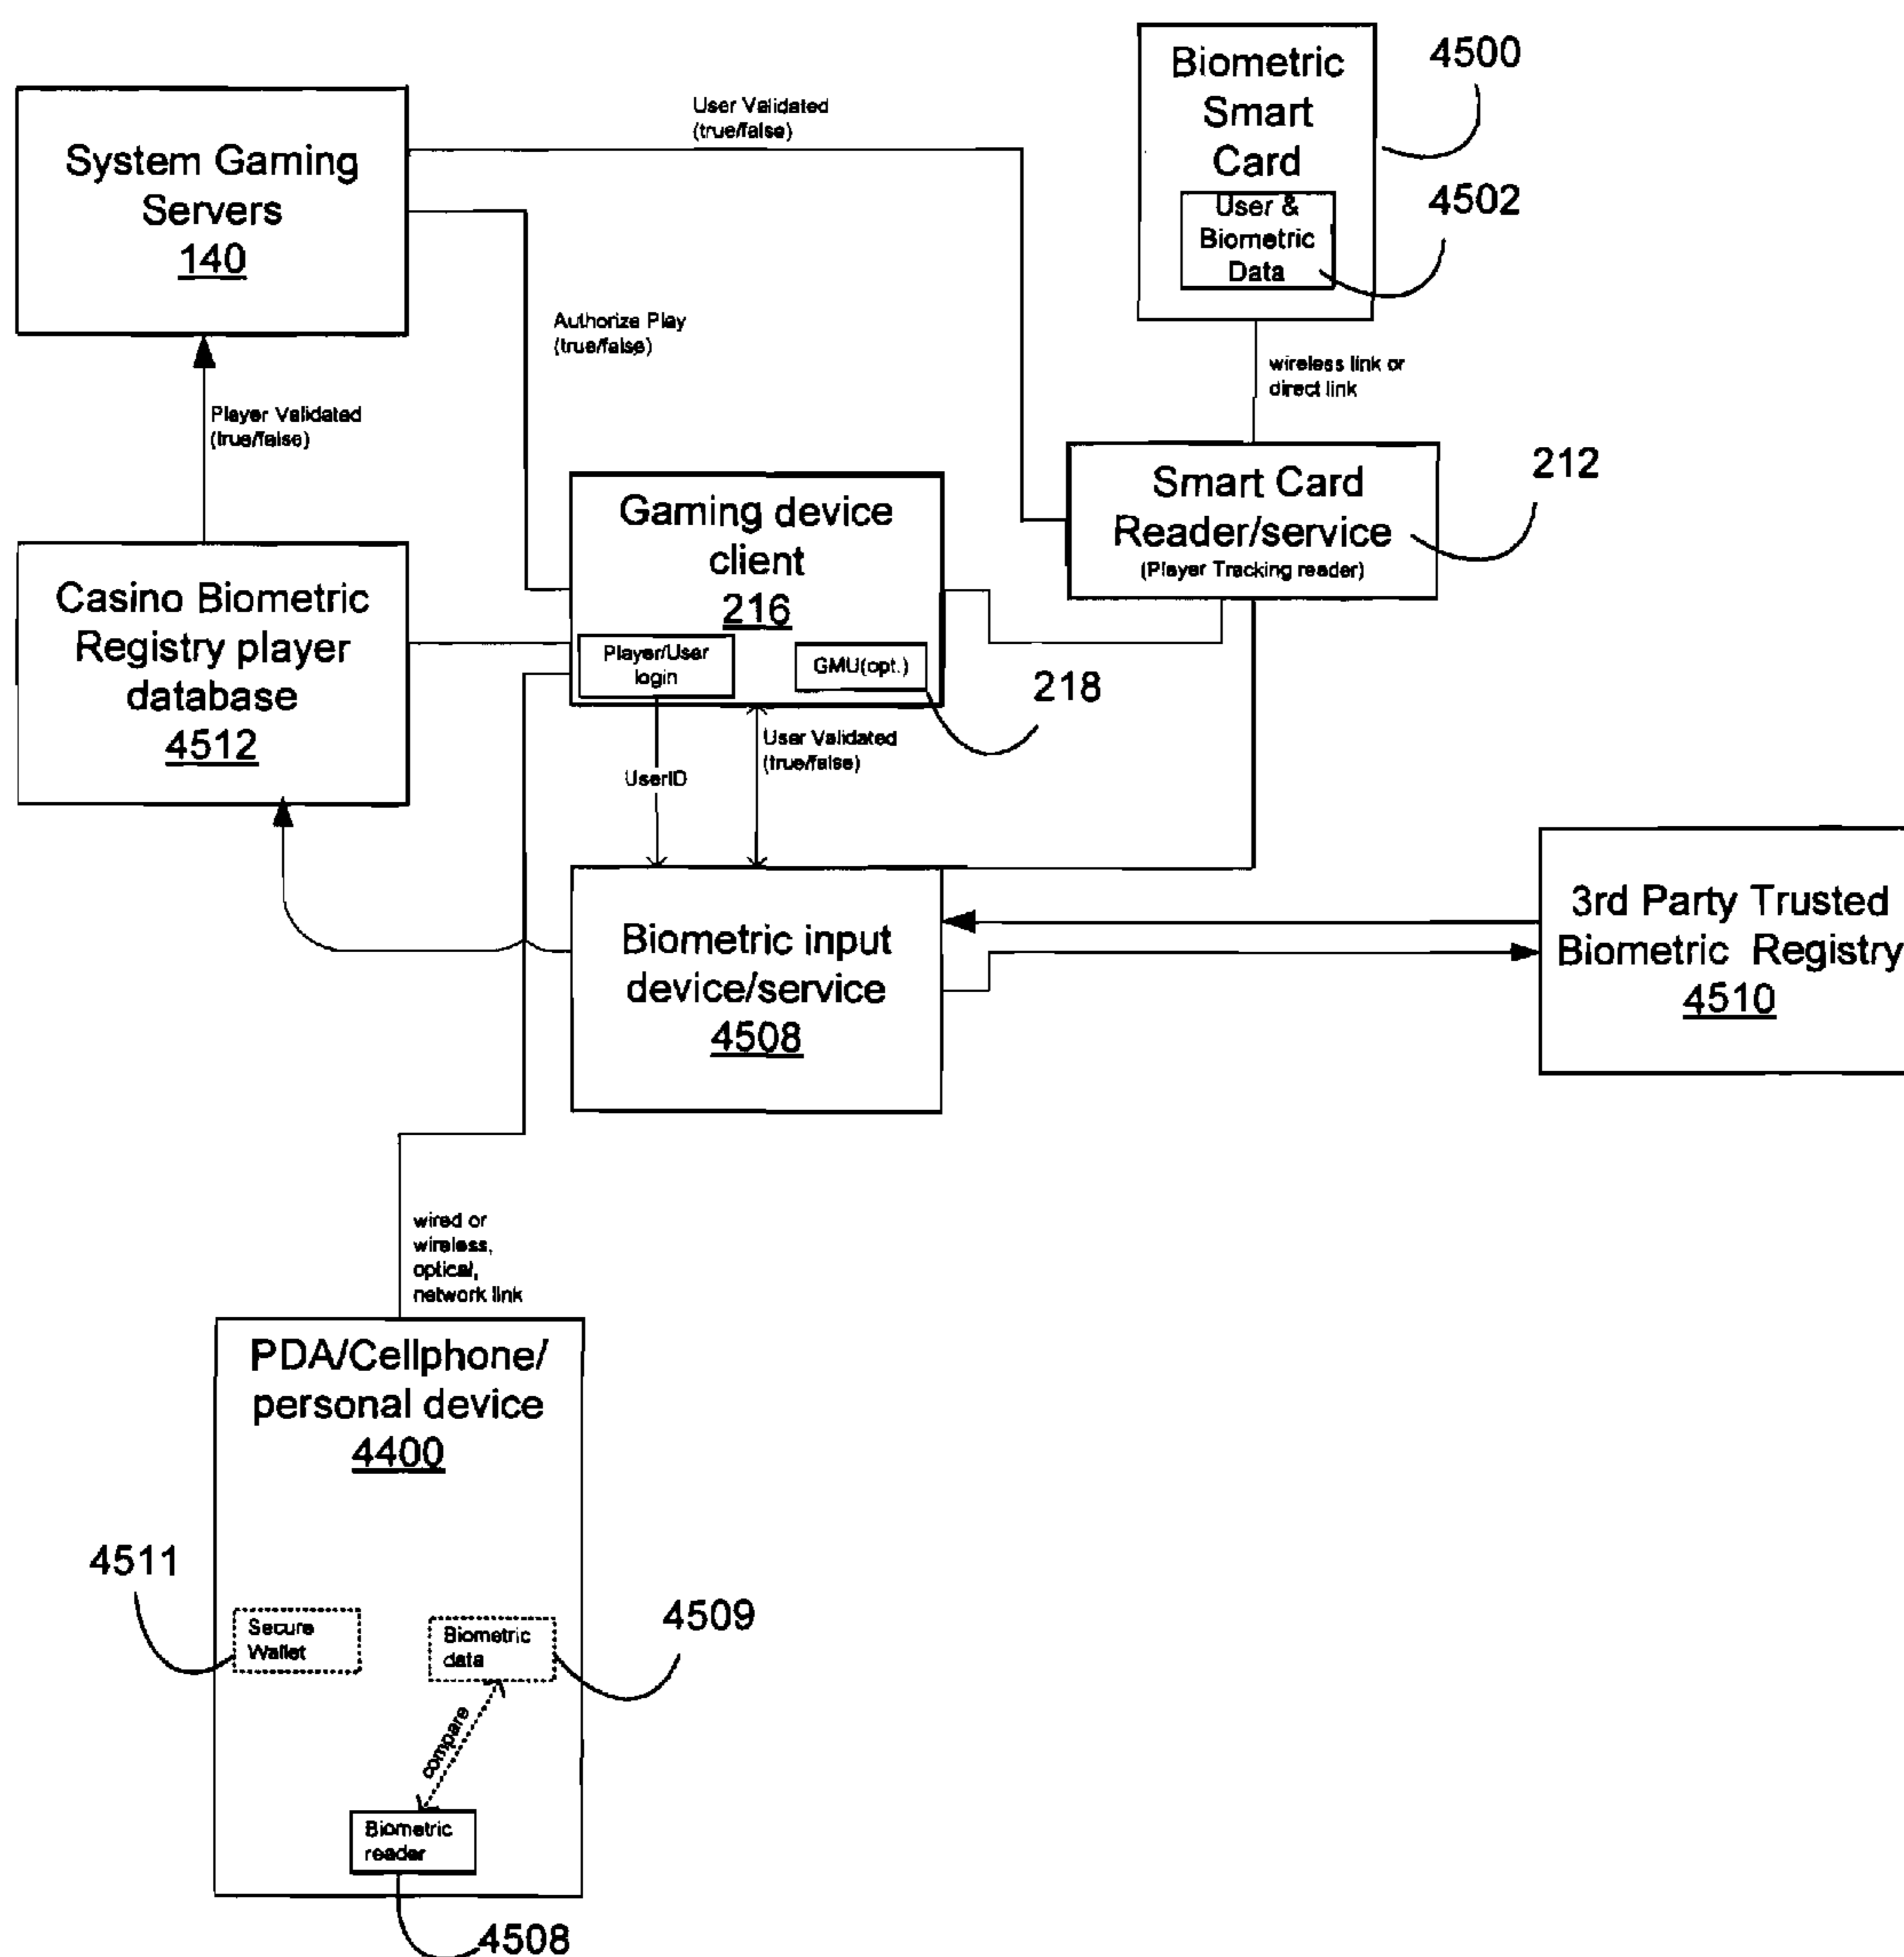 Biometric
Smart
Card
4500
User &
Biometric
Data
4502
System Gaming
Servers
140
User Validated
(true/false)
Authorize Play
(true/false)
wireless link or
direct link
Player Validated
(true/false)
Smart Card
Reader/service
(Player Tracking reader)
212
Gaming device
client
216
Player/User
login
GMU(opt.)
218
Casino Biometric
Registry player
database
4512
UserID
User Validated
(true/false)
Biometric input
device/service
4508
3rd Party Trusted
Biometric Registry
4510
wired or
wireless,
optical,
network link
PDA/Cellphone/
personal device
4400
4511
Secure
Wallet
Biometric
data
4509
compare
Biometric
reader
4508